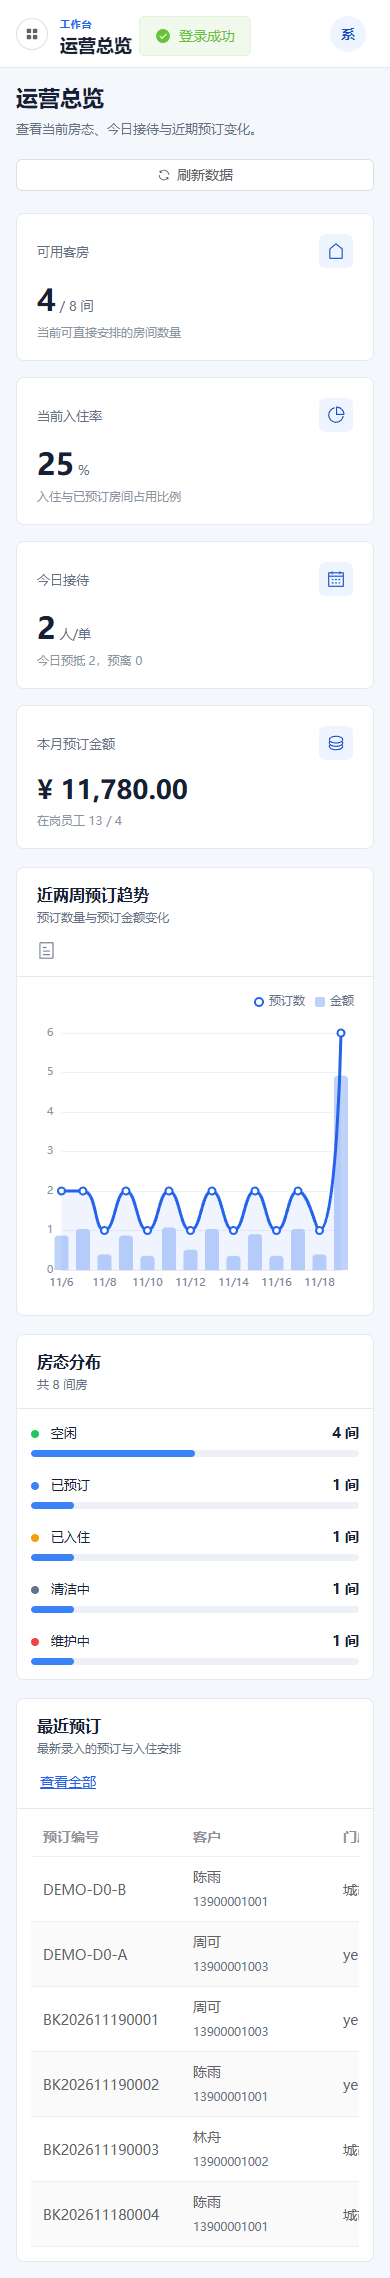 工作台
运营总览
登录成功
系
运营总览
查看当前房态、今日接待与近期预订变化。
刷新数据
可用客房
4 / 8 间
当前可直接安排的房间数量
当前入住率
25 %
入住与已预订房间占用比例
今日接待
2 人/单
今日预抵 2，预离 0
本月预订金额
¥ 11,780.00
在岗员工 13 / 4
近两周预订趋势
预订数量与预订金额变化
预订数 金额
6
5
4
3
2
1
0
11/6 11/8 11/10 11/12 11/14 11/16 11/18
房态分布
共 8 间房
空闲 4 间
已预订 1 间
已入住 1 间
清洁中 1 间
维护中 1 间
最近预订
最新录入的预订与入住安排
查看全部
预订编号 客户 门
DEMO-D0-B 陈雨 城
13900001001
DEMO-D0-A 周可 ye
13900001003
BK202611190001 周可 ye
13900001003
BK202611190002 陈雨 ye
13900001001
BK202611190003 林舟 城
13900001002
BK202611180004 陈雨 城
13900001001